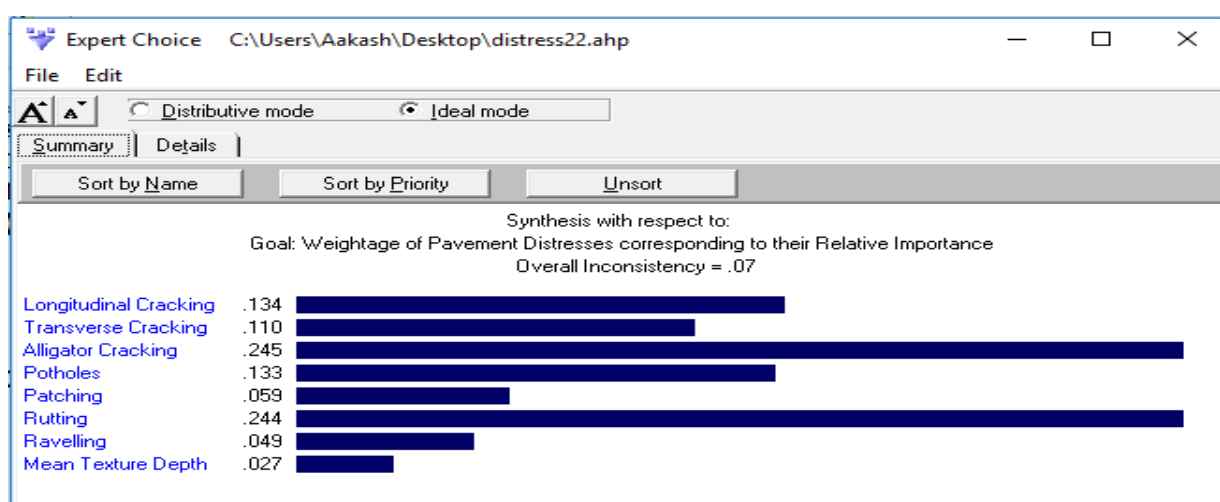 Expert Choice C:\Users\Aakash\Desktop\distress22.ahp
File Edit
A A Distributive mode Ideal mode
Summary Details
Sort by Name Sort by Priority Unsort
Synthesis with respect to:
Goal: Weightage of Pavement Distresses corresponding to their Relative Importance
Overall Inconsistency = .07
Longitudinal Cracking .134
Transverse Cracking .110
Alligator Cracking .245
Potholes .133
Patching .059
Rutting .244
Ravelling .049
Mean Texture Depth .027